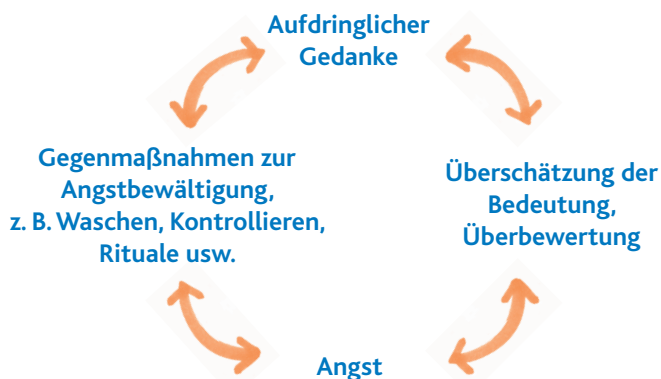 Aufdringlicher
Gedanke
Gegenmaßnahmen zur
Angstbewältigung,
z. B. Waschen, Kontrollieren,
Rituale usw.
Überschätzung der
Bedeutung,
Überbewertung
Angst